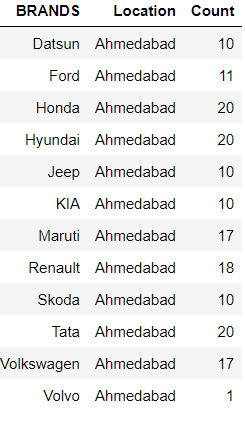 BRANDS Location Count
Datsun Ahmedabad 10
Ford Ahmedabad 11
Honda Ahmedabad 20
Hyundai Ahmedabad 20
Jeep Ahmedabad 10
KIA Ahmedabad 10
Maruti Ahmedabad 17
Renault Ahmedabad 18
Skoda Ahmedabad 10
Tata Ahmedabad 20
Volkswagen Ahmedabad 17
Volvo Ahmedabad 1